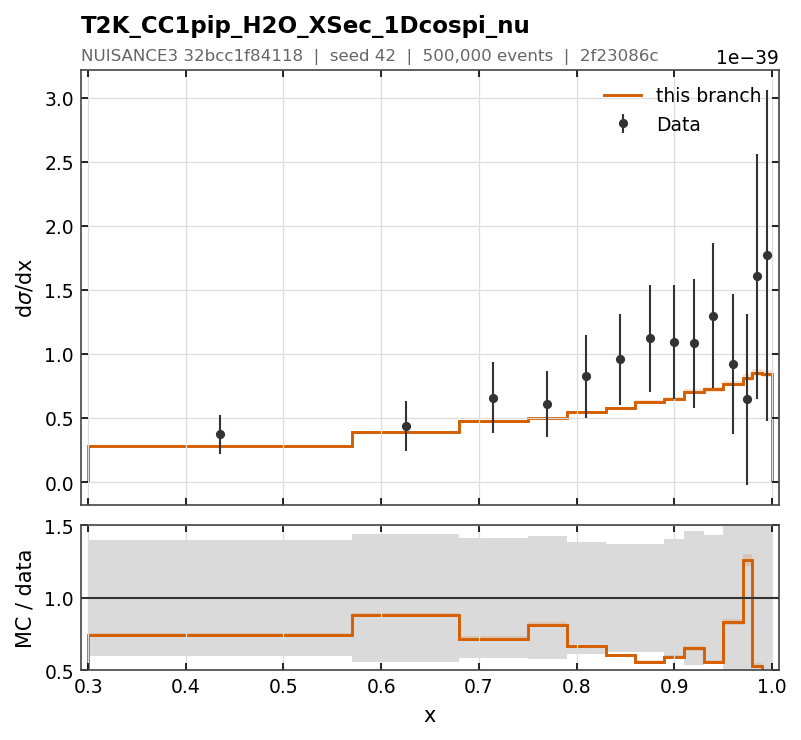 T2K_CC1pip_H2O_XSec_1Dcospi_nu
NUISANCE3 32bcc1f84118 | seed 42 | 500,000 events | 2f23086c
1e−39
this branch
Data
dσ/dx
3.0
2.5
2.0
1.5
1.0
0.5
0.0
MC / data
1.5
1.0
0.5
0.3 0.4 0.5 0.6 0.7 0.8 0.9 1.0
x